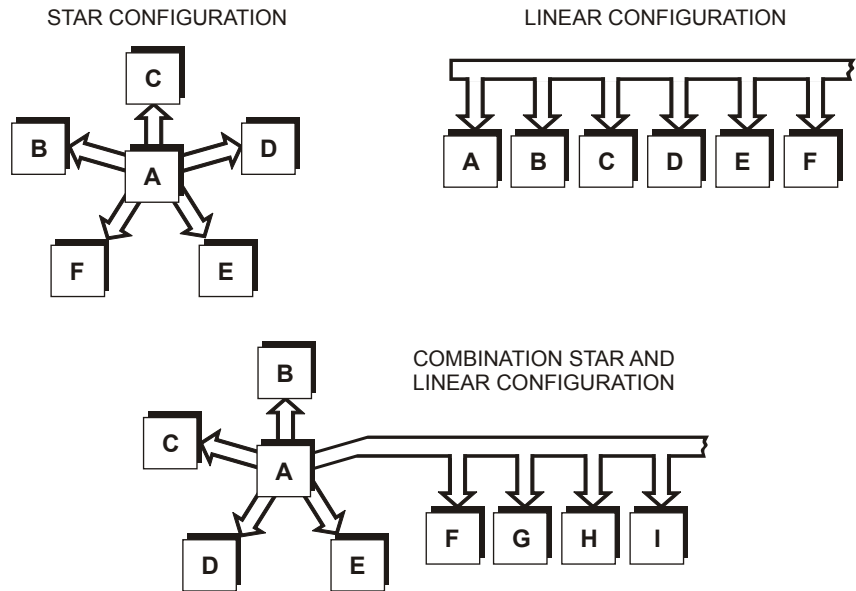 STAR CONFIGURATION
C
B
D
A
F
E
LINEAR CONFIGURATION
A B C D E F
COMBINATION STAR AND
LINEAR CONFIGURATION
B
C
A
D
E
F G H I